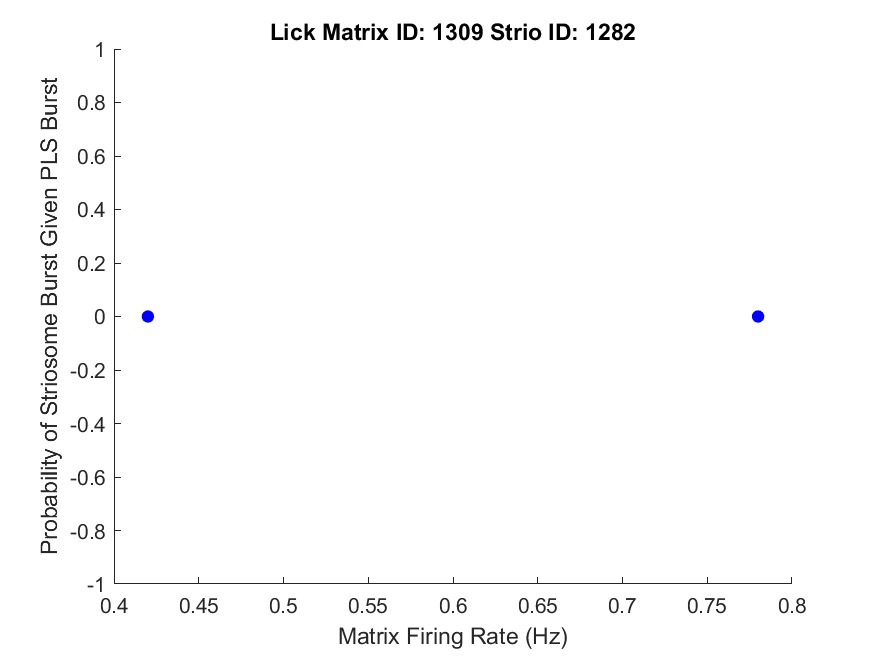 Lick Matrix ID: 1309 Strio ID: 1282
Probability of Striosome Burst Given PLS Burst
1
0.8
0.6
0.4
0.2
0
-0.2
-0.4
-0.6
-0.8
-1
0.4 0.45 0.5 0.55 0.6 0.65 0.7 0.75 0.8
Matrix Firing Rate (Hz)